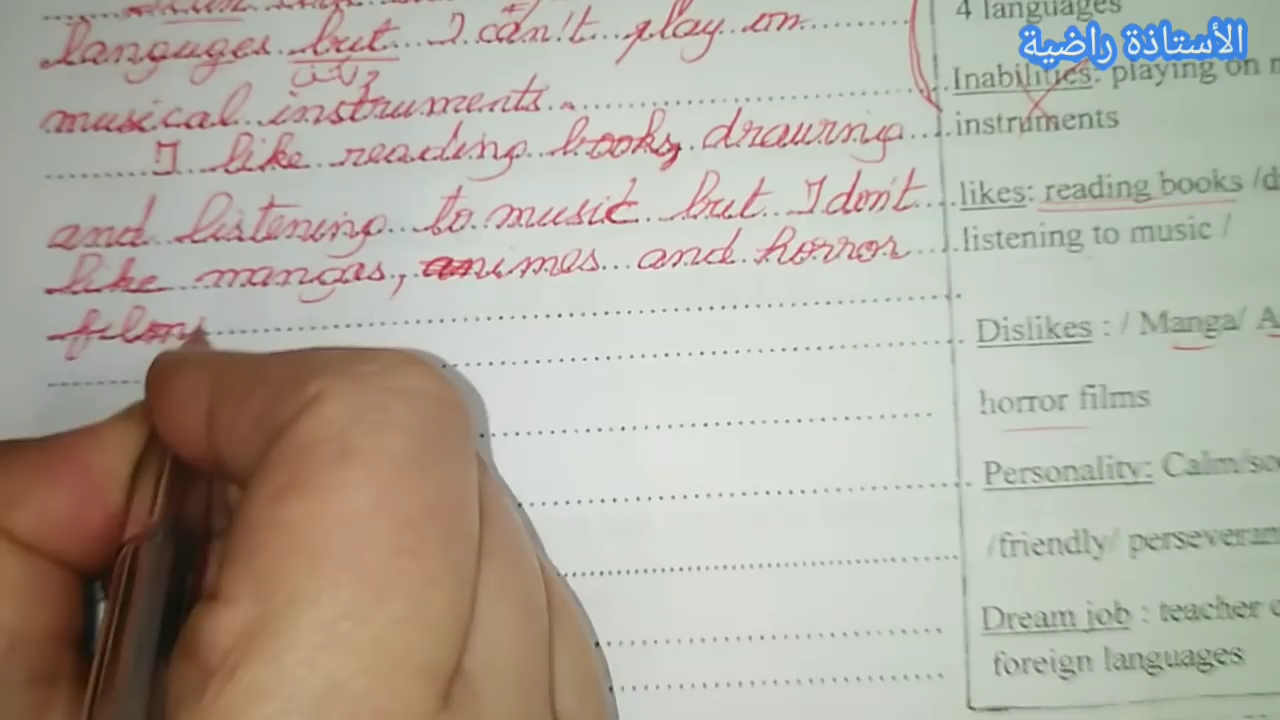 languges but I can't play on
ولكن
musical instruments.
I like reading books, drawing
and listening to music but I don't
like mangas, animes and horror
films
4 languages
الأستاذة راضية
Inabilities: playing on
instruments
likes: reading books /
listening to music /
Dislikes : / Manga/
horror films
Personality: Calm/
/friendly/
Dream job : teacher
foreign languages